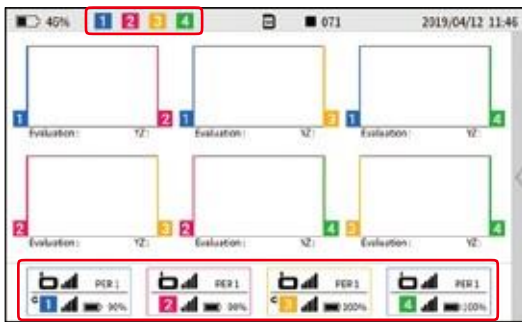 46% 1 2 3 4 071 2019/04/12 11:46
1 2 1 3 1 4
Evaluation: YZ: Evaluation: YZ: Evaluation: YZ:
2 3 2 4 3 4
Evaluation: YZ: Evaluation: YZ: Evaluation: YZ:
PER 1 PER 1 PER 1 PER 1
G 1 90% 2 90% G 3 100% 4 100%